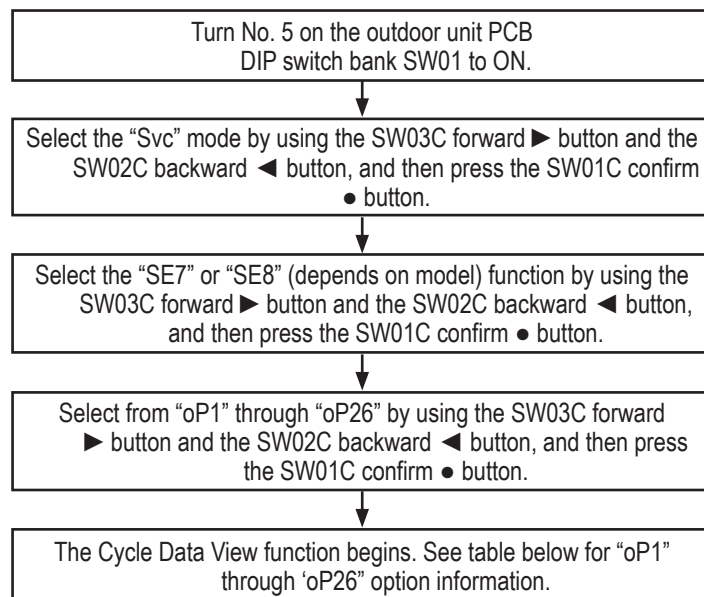 Turn No. 5 on the outdoor unit PCB
DIP switch bank SW01 to ON.
Select the “Svc” mode by using the SW03C forward ► button and the
SW02C backward ◄ button, and then press the SW01C confirm
● button.
Select the “SE7” or “SE8” (depends on model) function by using the
SW03C forward ► button and the SW02C backward ◄ button,
and then press the SW01C confirm ● button.
Select from “oP1” through “oP26” by using the SW03C forward
► button and the SW02C backward ◄ button, and then press
the SW01C confirm ● button.
The Cycle Data View function begins. See table below for “oP1”
through ‘oP26” option information.